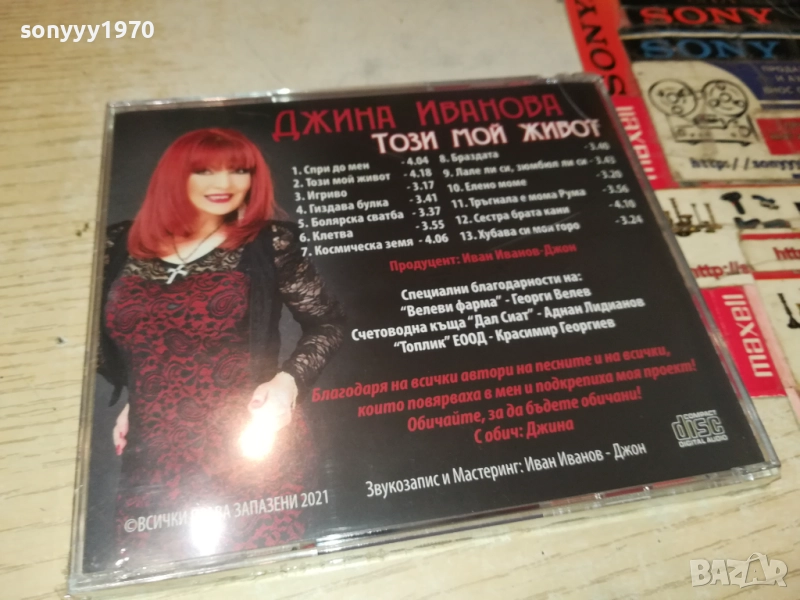 sonyyy1970
ДЖИНА ИВАНОВА
ТОЗИ МОЙ ЖИВОТ
1. Спри до мен - 4.04
2. Този мой живот - 4.18
3. Игриво - 3.17
4. Гиздава булка - 3.41
5. Болярска сватба - 3.37
6. Клетва - 3.55
7. Космическа земя - 4.06
8. Браздата - 3.46
9. Лале ли си, зюмбюл ли си - 3.43
10. Елено моме - 3.20
11. Тръгнала е мома Рума - 3.56
12. Сестра брата кани - 4.10
13. Хубава си моя горо - 3.24
Продуцент: Иван Иванов-Джон
Специални благодарности на:
"Велеви фарма" - Георги Велев
Счетоводна къща "Дал Сиат" - Аднан Лидианов
"Топлик" ЕООД - Красимир Георгиев
Благодаря на всички автори на песните и на всички,
които повярваха в мен и подкрепиха моя проект!
Обичайте, за да бъдете обичани!
С обич: Джина
COMPACT
disc
DIGITAL AUDIO
Звукозапис и Мастеринг: Иван Иванов - Джон
©ВСИЧКИ ПРАВА ЗАПАЗЕНИ 2021
SONY
SONY
maxell
maxell
http://sonyyy
http://
http:/
BAZAR